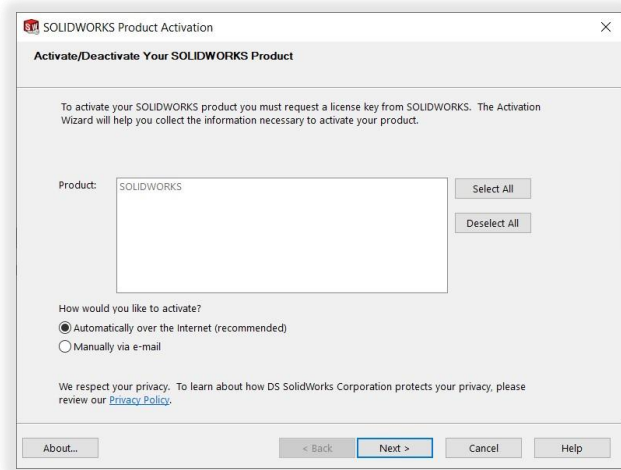 SOLIDWORKS Product Activation
Activate/Deactivate Your SOLIDWORKS Product
To activate your SOLIDWORKS product you must request a license key from SOLIDWORKS. The Activation
Wizard will help you collect the information necessary to activate your product.
Product:
SOLIDWORKS
Select All
Deselect All
How would you like to activate?
Automatically over the Internet (recommended)
Manually via e-mail
We respect your privacy. To learn about how DS SolidWorks Corporation protects your privacy, please
review our Privacy Policy.
About... < Back Next > Cancel Help